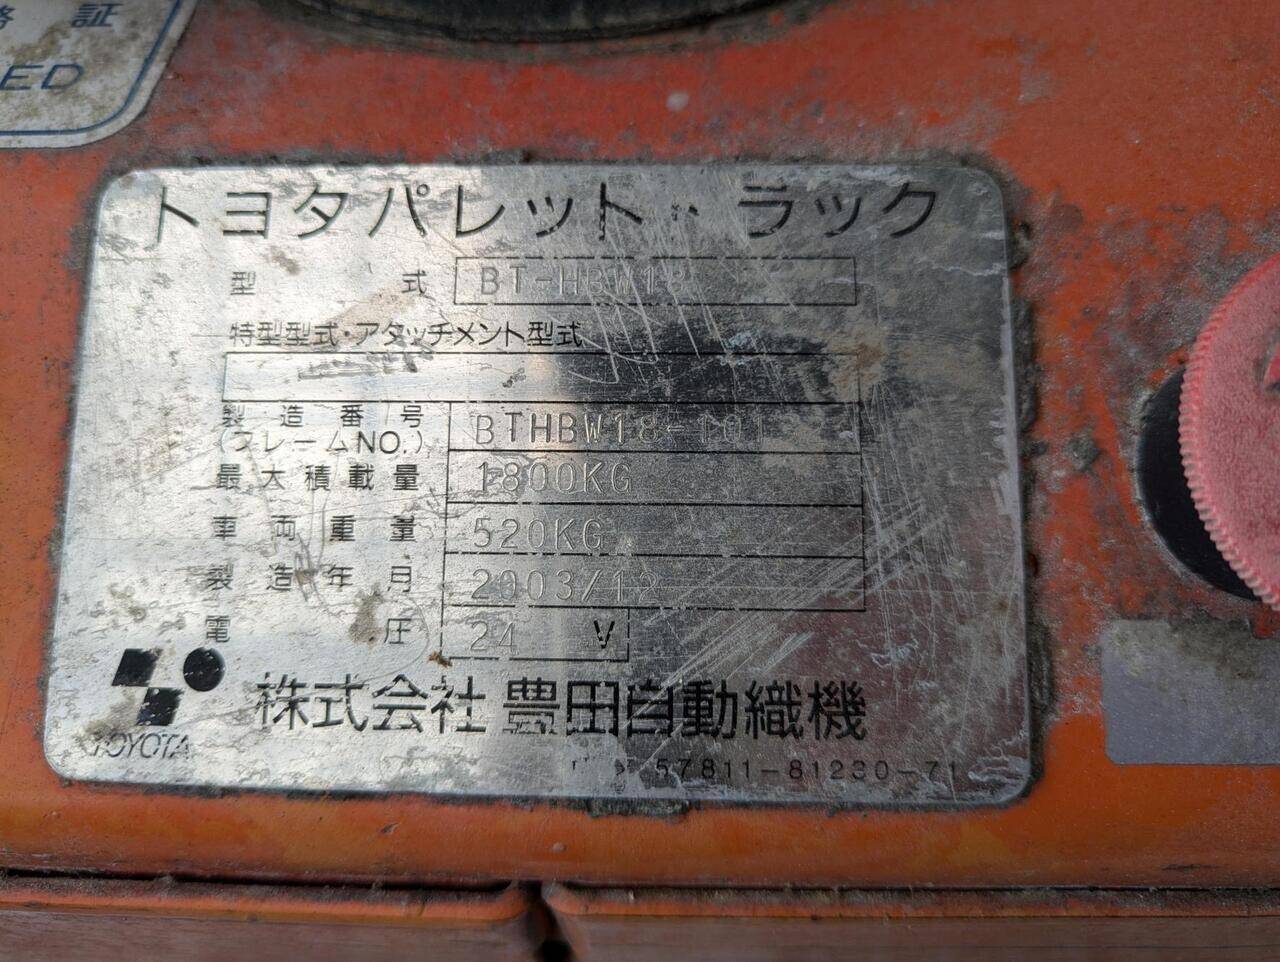 証
ED
トヨタパレットトラック
型式 BT-HBW18
特型型式・アタッチメント型式
製造番号 BTHBW18-101
(フレームNO.)
最大積載量 1800KG
車両重量 520KG
製造年月 2003/12
電圧 24 V
TOYOTA 株式会社 豊田自動織機
57811-81230-71